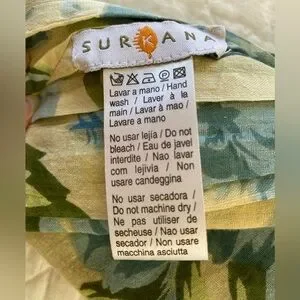 SURKANA
Lavar a mano / Hand
wash / Laver à la
main / Lavar à mao /
Lavare a mano
No usar lejía / Do not
bleach / Eau de javel
interdite / Nao lavar
com lejivia / Non
usare candeggina
No usar secadora /
Do not machine dry /
Ne pas utiliser de
secheuse / Nao usar
secador / Non usare
macchina asciutta